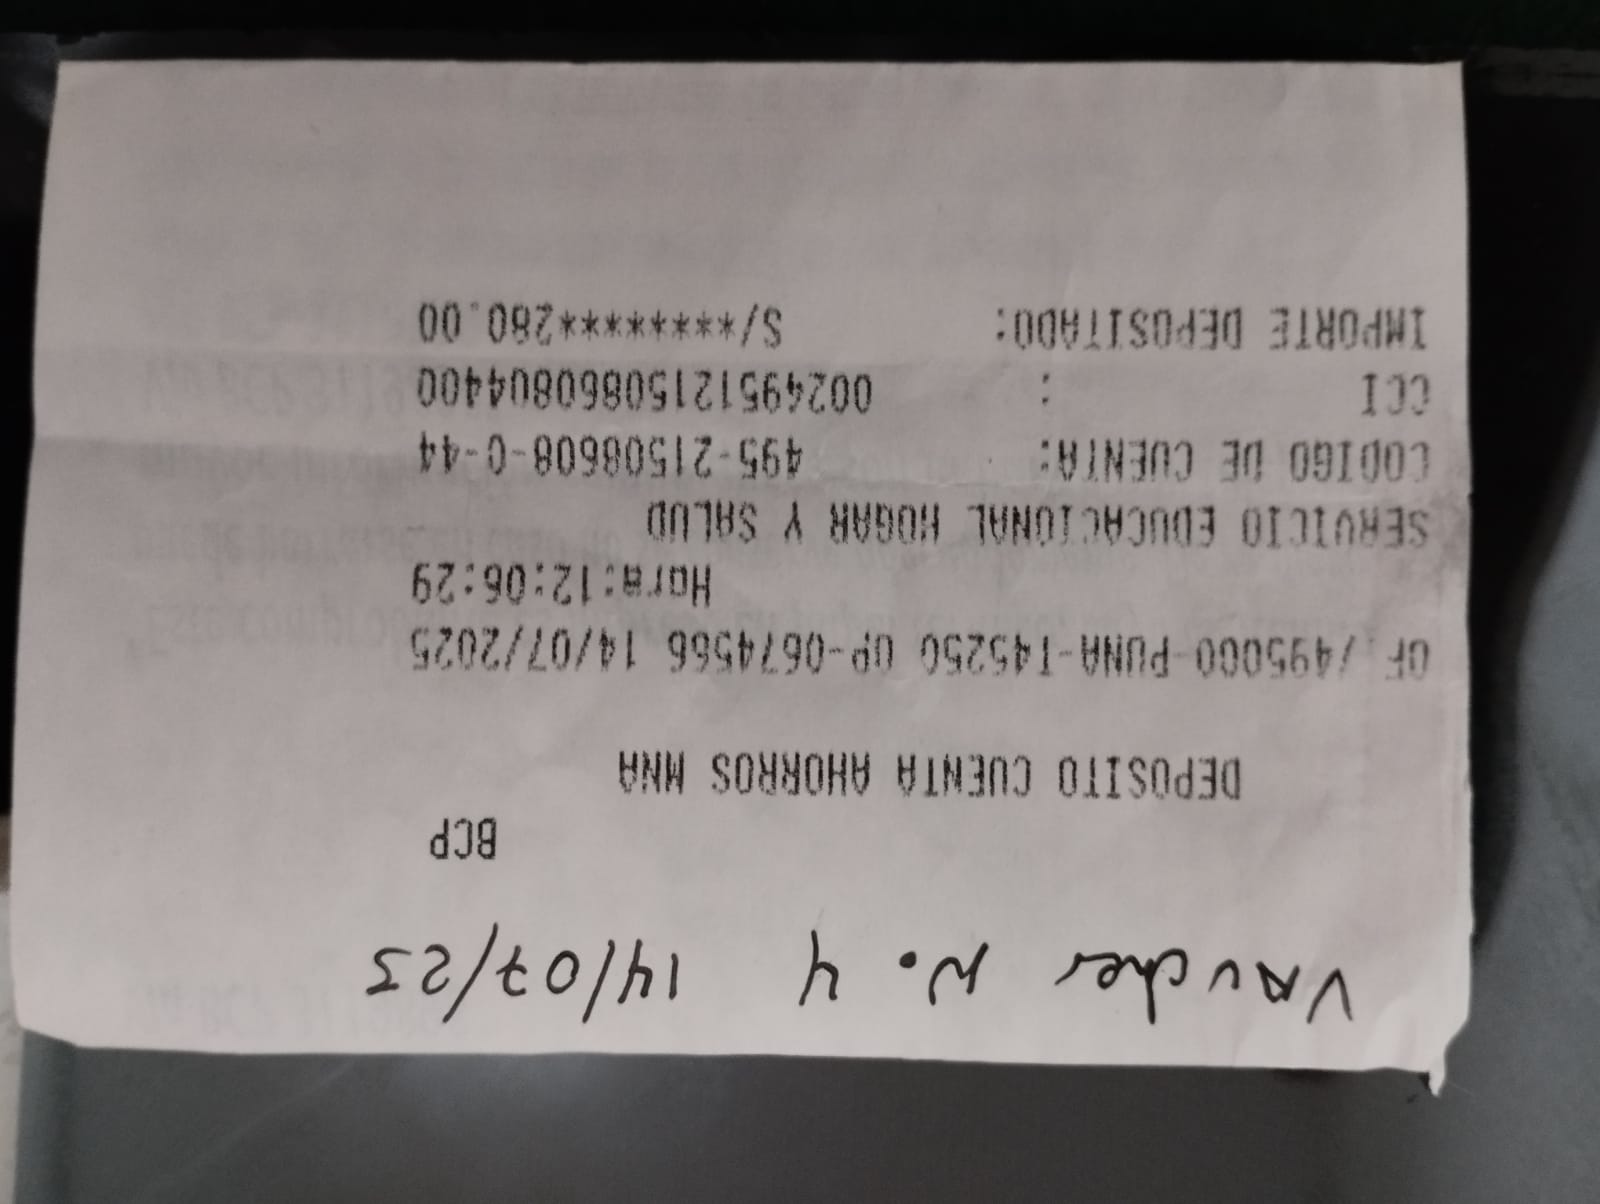 Vaucher N. 4 14/07/25
BCP
DEPOSITO CUENTA AHORROS MNA
OF./495000-PUNA-T45250 OP-0674566 14/07/2025
Hora:12:06:29
SERVICIO EDUCACIONAL HOGAR Y SALUD
CODIGO DE CUENTA: 495-21508608-0-44
CCI : 00249512150860804400
IMPORTE DEPOSITADO: S/*********280.00